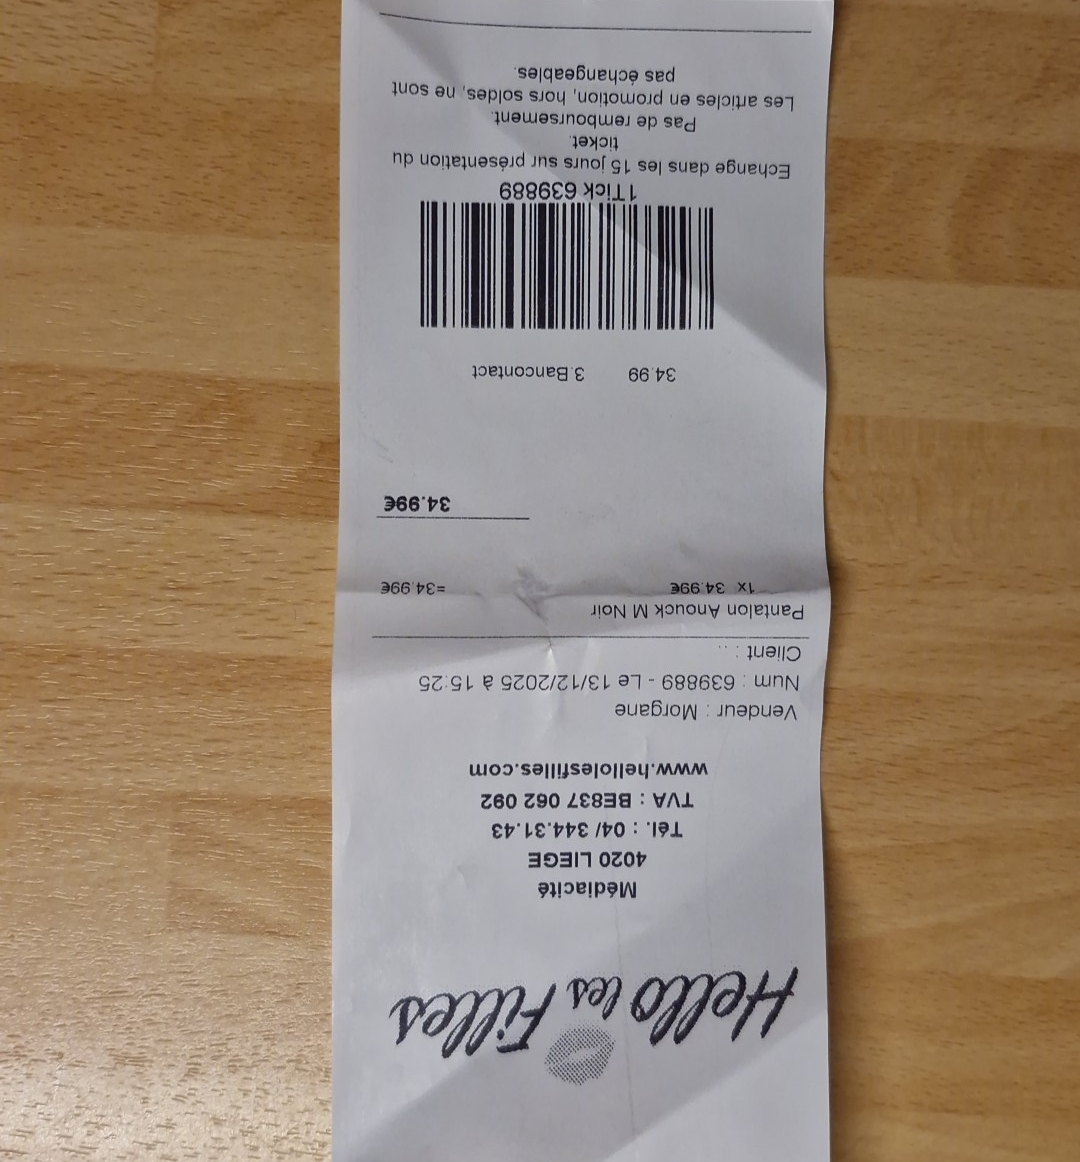 Hello les Filles
Médiacité
4020 LIEGE
Tél. : 04/ 344.31.43
TVA : BE837 062 092
www.hellolesfilles.com
Vendeur : Morgane
Num : 639889 - Le 13/12/2025 à 15:25
Client : ..
Pantalon Anouck M Noir
1x 34.99€ =34.99€
34.99€
34.99 3.Bancontact
1Tick 639889
Echange dans les 15 jours sur présentation du
ticket.
Pas de remboursement.
Les articles en promotion, hors soldes, ne sont
pas échangeables.